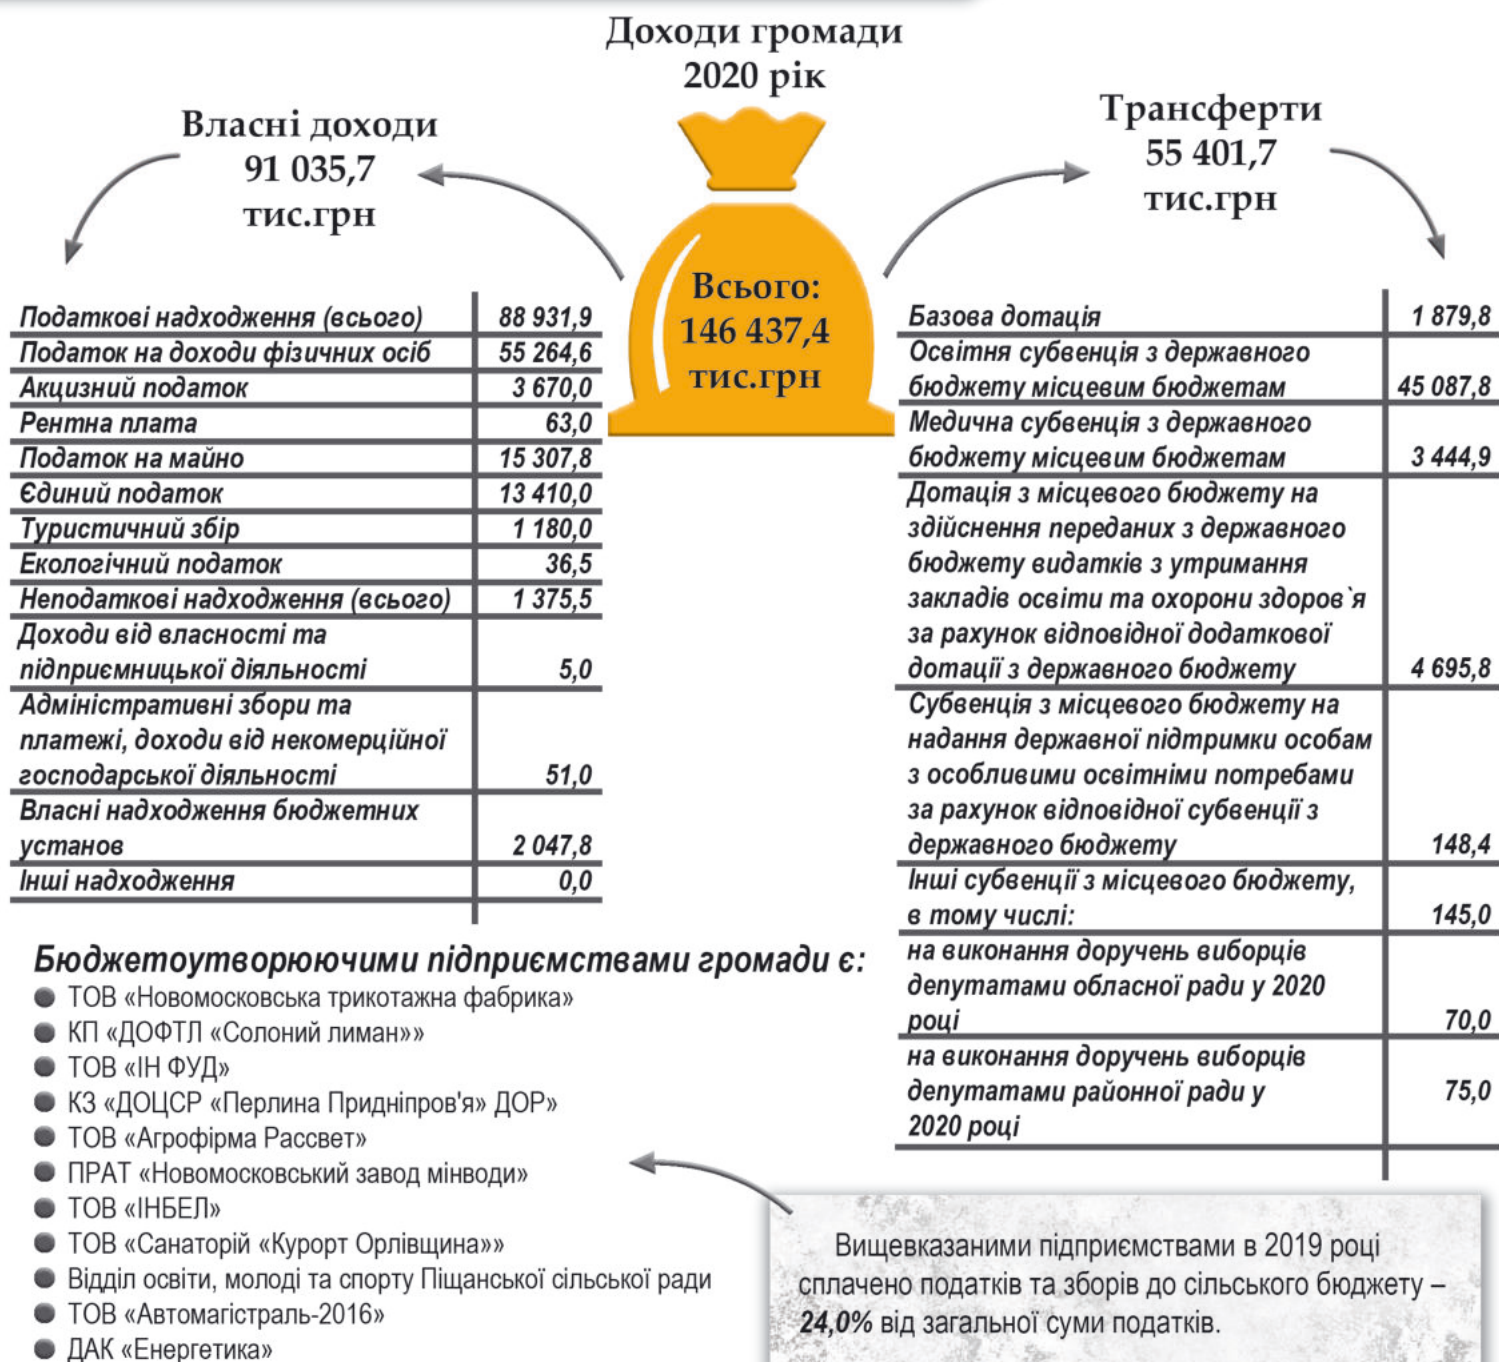 Доходи громади
2020 рік
Власні доходи
91 035,7
тис.грн
Трансферти
55 401,7
тис.грн
Всього:
146 437,4
тис.грн
Податкові надходження (всього) 88 931,9
Податок на доходи фізичних осіб 55 264,6
Акцизний податок 3 670,0
Рентна плата 63,0
Податок на майно 15 307,8
Єдиний податок 13 410,0
Туристичний збір 1 180,0
Екологічний податок 36,5
Неподаткові надходження (всього) 1 375,5
Доходи від власності та
підприємницької діяльності 5,0
Адміністративні збори та
платежі, доходи від некомерційної
господарської діяльності 51,0
Власні надходження бюджетних
установ 2 047,8
Інші надходження 0,0
Базова дотація 1 879,8
Освітня субвенція з державного
бюджету місцевим бюджетам 45 087,8
Медична субвенція з державного
бюджету місцевим бюджетам 3 444,9
Дотація з місцевого бюджету на
здійснення переданих з державного
бюджету видатків з утримання
закладів освіти та охорони здоров`я
за рахунок відповідної додаткової
дотації з державного бюджету 4 695,8
Субвенція з місцевого бюджету на
надання державної підтримки особам
з особливими освітніми потребами
за рахунок відповідної субвенції з
державного бюджету 148,4
Інші субвенції з місцевого бюджету,
в тому числі: 145,0
на виконання доручень виборців
депутатами обласної ради у 2020
році 70,0
на виконання доручень виборців
депутатами районної ради у 75,0
2020 році
Бюджетоутворюючими підприємствами громади є:
ТОВ «Новомосковська трикотажна фабрика»
КП «ДОФТЛ «Солоний лиман»»
ТОВ «ІН ФУД»
КЗ «ДОЦСР «Перлина Придніпров'я» ДОР»
ТОВ «Агрофірма Рассвет»
ПРАТ «Новомосковський завод мінводи»
ТОВ «ІНБЕЛ»
ТОВ «Санаторій «Курорт Орлівщина»»
Відділ освіти, молоді та спорту Піщанської сільської ради
ТОВ «Автомагістраль-2016»
ДАК «Енергетика»
Вищевказаними підприємствами в 2019 році
сплачено податків та зборів до сільського бюджету –
24,0% від загальної суми податків.